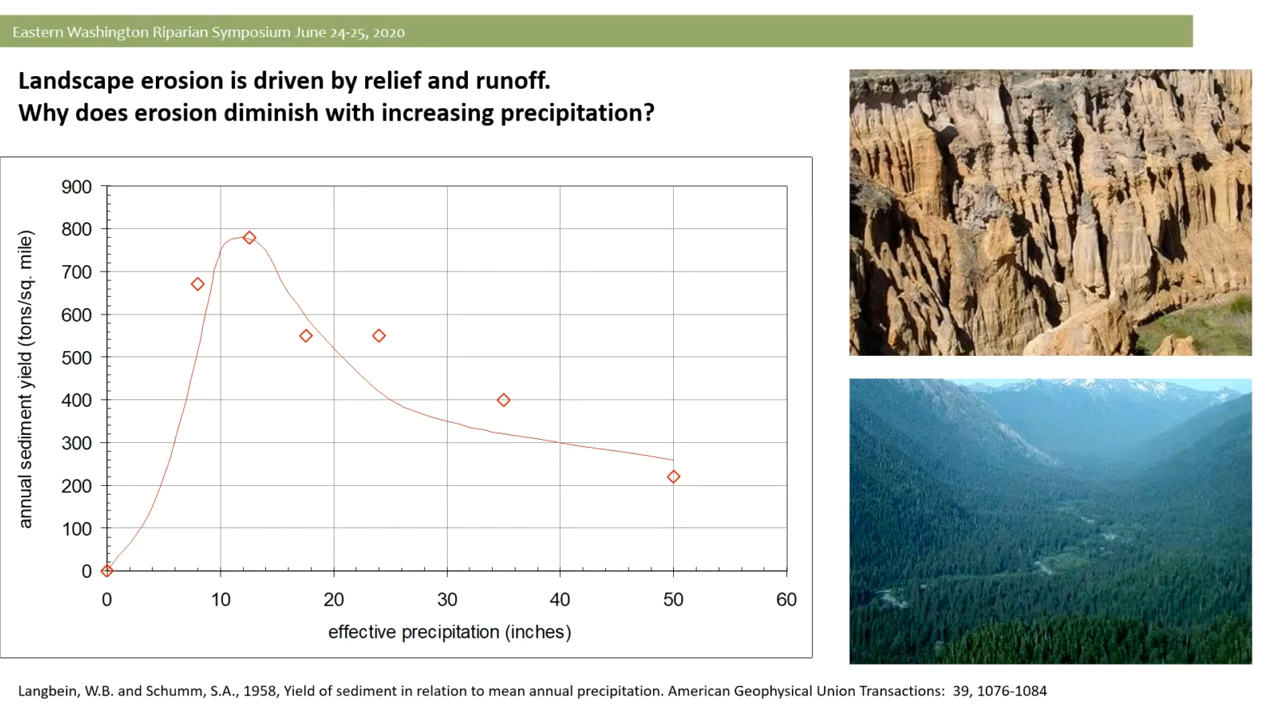 Eastern Washington Riparian Symposium June 24-25, 2020
Landscape erosion is driven by relief and runoff.
Why does erosion diminish with increasing precipitation?
annual sediment yield (tons/sq. mile)
900
800
700
600
500
400
300
200
100
0
0 10 20 30 40 50 60
effective precipitation (inches)
Langbein, W.B. and Schumm, S.A., 1958, Yield of sediment in relation to mean annual precipitation. American Geophysical Union Transactions: 39, 1076-1084